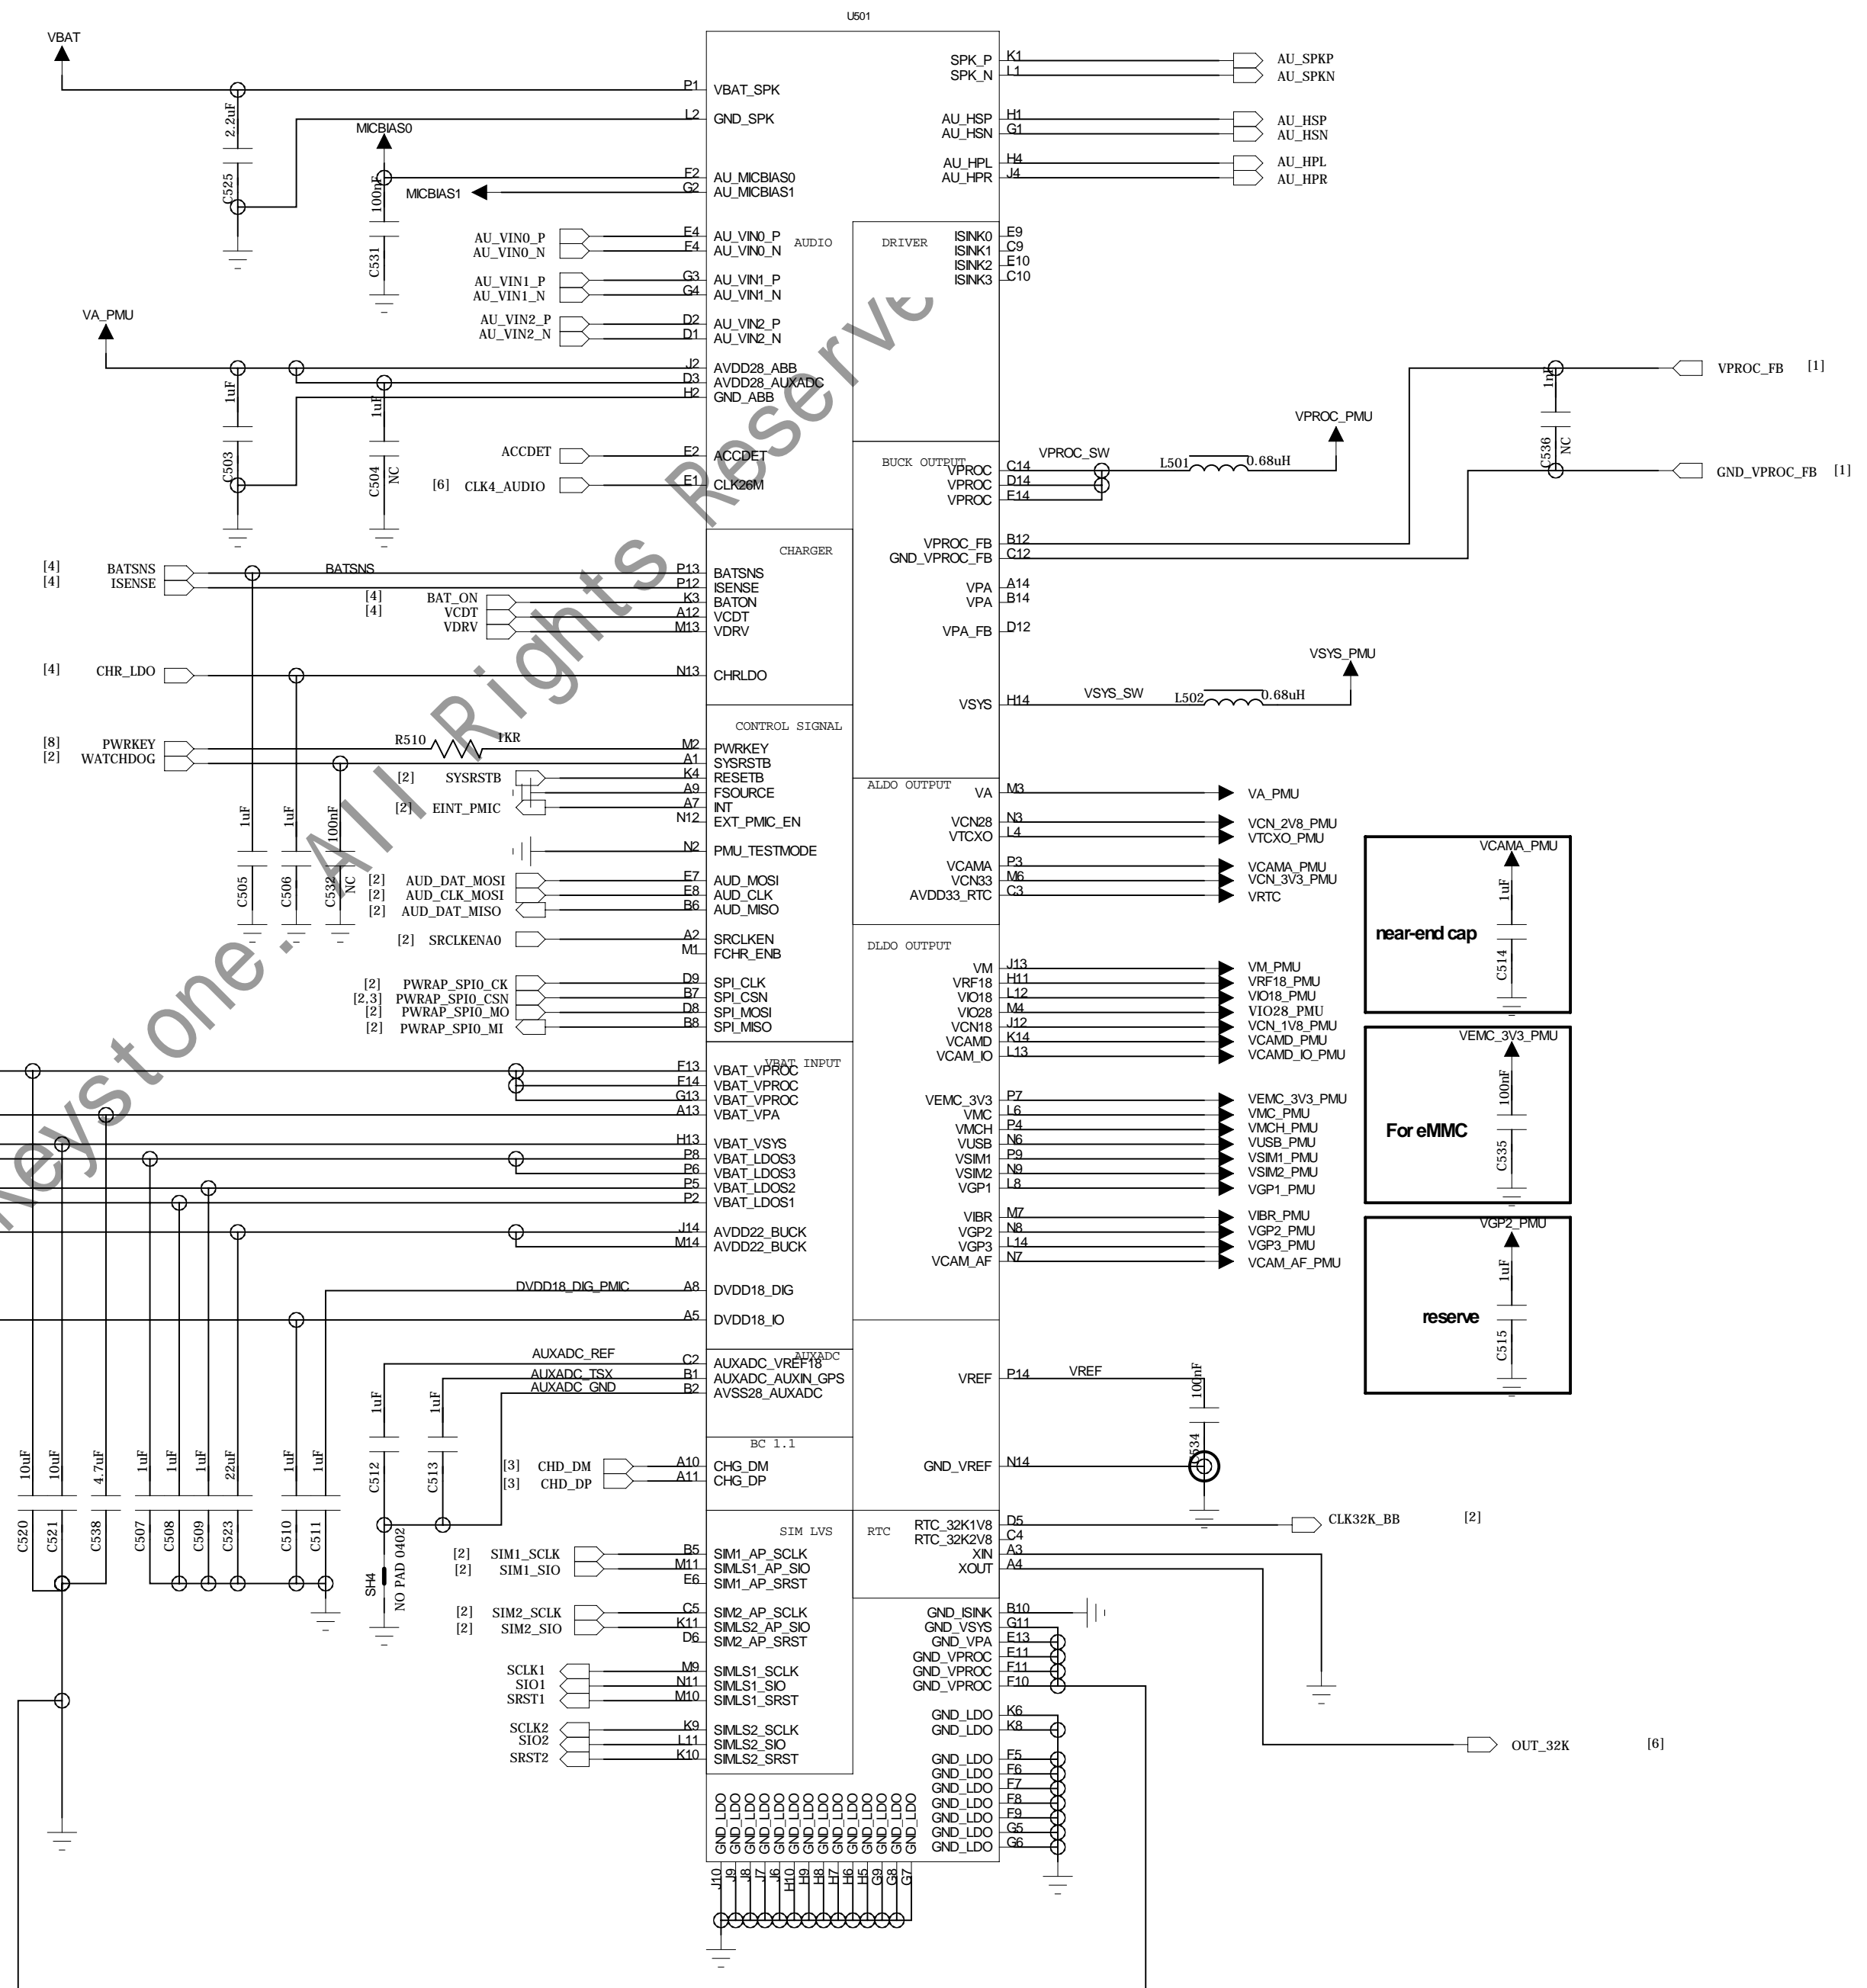 U501
VBAT
2.2uF
C525
MICBIAS0
100nF
C531
MICBIAS1
P1 VBAT_SPK
L2 GND_SPK
F2 AU_MICBIAS0
G2 AU_MICBIAS1
AU_VIN0_P E4 AU_VIN0_P
AU_VIN0_N F4 AU_VIN0_N
AU_VIN1_P G3 AU_VIN1_P
AU_VIN1_N G4 AU_VIN1_N
AU_VIN2_P D2 AU_VIN2_P
AU_VIN2_N D1 AU_VIN2_N
AUDIO
VA_PMU
J2 AVDD28_ABB
D3 AVDD28_AUXADC
H2 GND_ABB
1uF
C503
1uF
C504
NC
ACCDET E2 ACCDET
[6] CLK4_AUDIO E1 CLK26M
CHARGER
[4] BATSNS BATSNS P13 BATSNS
[4] ISENSE P12 ISENSE
[4] BAT_ON K3 BATON
[4] VCDT A12 VCDT
VDRV M13 VDRV
[4] CHR_LDO N13 CHRLDO
CONTROL SIGNAL
[8] PWRKEY R510 1KR M2 PWRKEY
[2] WATCHDOG A1 SYSRSTB
[2] SYSRSTB K4 RESETB
A9 FSOURCE
[2] EINT_PMIC A7 INT
N12 EXT_PMIC_EN
N2 PMU_TESTMODE
1uF
C505
1uF
C506
100nF
C532
NC
[2] AUD_DAT_MOSI E7 AUD_MOSI
[2] AUD_CLK_MOSI E8 AUD_CLK
[2] AUD_DAT_MISO B6 AUD_MISO
[2] SRCLKENA0 A2 SRCLKEN
M1 FCHR_ENB
[2] PWRAP_SPI0_CK D9 SPI_CLK
[2,3] PWRAP_SPI0_CSN B7 SPI_CSN
[2] PWRAP_SPI0_MO D8 SPI_MOSI
[2] PWRAP_SPI0_MI B8 SPI_MISO
VBAT INPUT
F13 VBAT_VPROC
F14 VBAT_VPROC
G13 VBAT_VPROC
A13 VBAT_VPA
H13 VBAT_VSYS
P8 VBAT_LDOS3
P6 VBAT_LDOS3
P5 VBAT_LDOS2
P2 VBAT_LDOS1
J14 AVDD22_BUCK
M14 AVDD22_BUCK
DVDD18_DIG_PMIC A8 DVDD18_DIG
A5 DVDD18_IO
AUXADC
AUXADC_REF C2 AUXADC_VREF18
AUXADC_TSX B1 AUXADC_AUXIN_GPS
AUXADC_GND B2 AVSS28_AUXADC
10uF
C520
10uF
C521
4.7uF
C538
1uF
C507
1uF
C508
1uF
C509
22uF
C523
1uF
C510
1uF
C511
1uF
C512
1uF
C513
SH4
NO PAD 0402
BC 1.1
[3] CHD_DM A10 CHG_DM
[3] CHD_DP A11 CHG_DP
SIM LVS
[2] SIM1_SCLK B5 SIM1_AP_SCLK
[2] SIM1_SIO M11 SIMLS1_AP_SIO
E6 SIM1_AP_SRST
[2] SIM2_SCLK C5 SIM2_AP_SCLK
[2] SIM2_SIO K11 SIMLS2_AP_SIO
D6 SIM2_AP_SRST
SCLK1 M9 SIMLS1_SCLK
SIO1 N11 SIMLS1_SIO
SRST1 M10 SIMLS1_SRST
SCLK2 K9 SIMLS2_SCLK
SIO2 L11 SIMLS2_SIO
SRST2 K10 SIMLS2_SRST
GND_LDO GND_LDO GND_LDO GND_LDO GND_LDO GND_LDO GND_LDO GND_LDO GND_LDO GND_LDO GND_LDO GND_LDO GND_LDO GND_LDO
J10 J9 J8 J7 J6 H10 H9 H8 H7 H6 H5 G9 G8 G7
SPK_P K1 AU_SPKP
SPK_N L1 AU_SPKN
AU_HSP H1 AU_HSP
AU_HSN G1 AU_HSN
AU_HPL H4 AU_HPL
AU_HPR J4 AU_HPR
DRIVER
ISINK0 E9
ISINK1 C9
ISINK2 E10
ISINK3 C10
BUCK OUTPUT
VPROC C14
VPROC D14
VPROC E14
VPROC_SW
L501 0.68uH
VPROC_PMU
1nF
C536
NC
VPROC_FB [1]
GND_VPROC_FB [1]
VPROC_FB B12
GND_VPROC_FB C12
VPA A14
VPA B14
VPA_FB D12
VSYS H14 VSYS_SW L502 0.68uH
VSYS_PMU
ALDO OUTPUT
VA M3 VA_PMU
VCN28 N3 VCN_2V8_PMU
VTCXO L4 VTCXO_PMU
VCAMA P3 VCAMA_PMU
VCN33 M6 VCN_3V3_PMU
AVDD33_RTC C3 VRTC
DLDO OUTPUT
VM J13 VM_PMU
VRF18 H11 VRF18_PMU
VIO18 L12 VIO18_PMU
VIO28 M4 VIO28_PMU
VCN18 J12 VCN_1V8_PMU
VCAMD K14 VCAMD_PMU
VCAM_IO L13 VCAMD_IO_PMU
VEMC_3V3 P7 VEMC_3V3_PMU
VMC L6 VMC_PMU
VMCH P4 VMCH_PMU
VUSB N6 VUSB_PMU
VSIM1 P9 VSIM1_PMU
VSIM2 N9 VSIM2_PMU
VGP1 L8 VGP1_PMU
VIBR M7 VIBR_PMU
VGP2 N8 VGP2_PMU
VGP3 L14 VGP3_PMU
VCAM_AF N7 VCAM_AF_PMU
VCAMA_PMU
1uF
near-end cap
C514
VEMC_3V3_PMU
100nF
For eMMC
C535
VGP2_PMU
1uF
reserve
C515
VREF P14 VREF
100nF
C534
GND_VREF N14
RTC
RTC_32K1V8 D5 CLK32K_BB [2]
RTC_32K2V8 C4
XIN A3
XOUT A4
OUT_32K [6]
GND_ISINK B10
GND_VSYS G11
GND_VPA E13
GND_VPROC E11
GND_VPROC F11
GND_VPROC F10
GND_LDO K6
GND_LDO K8
GND_LDO F5
GND_LDO F6
GND_LDO F7
GND_LDO F8
GND_LDO F9
GND_LDO G5
GND_LDO G6
Keystone. All Rights Reserve